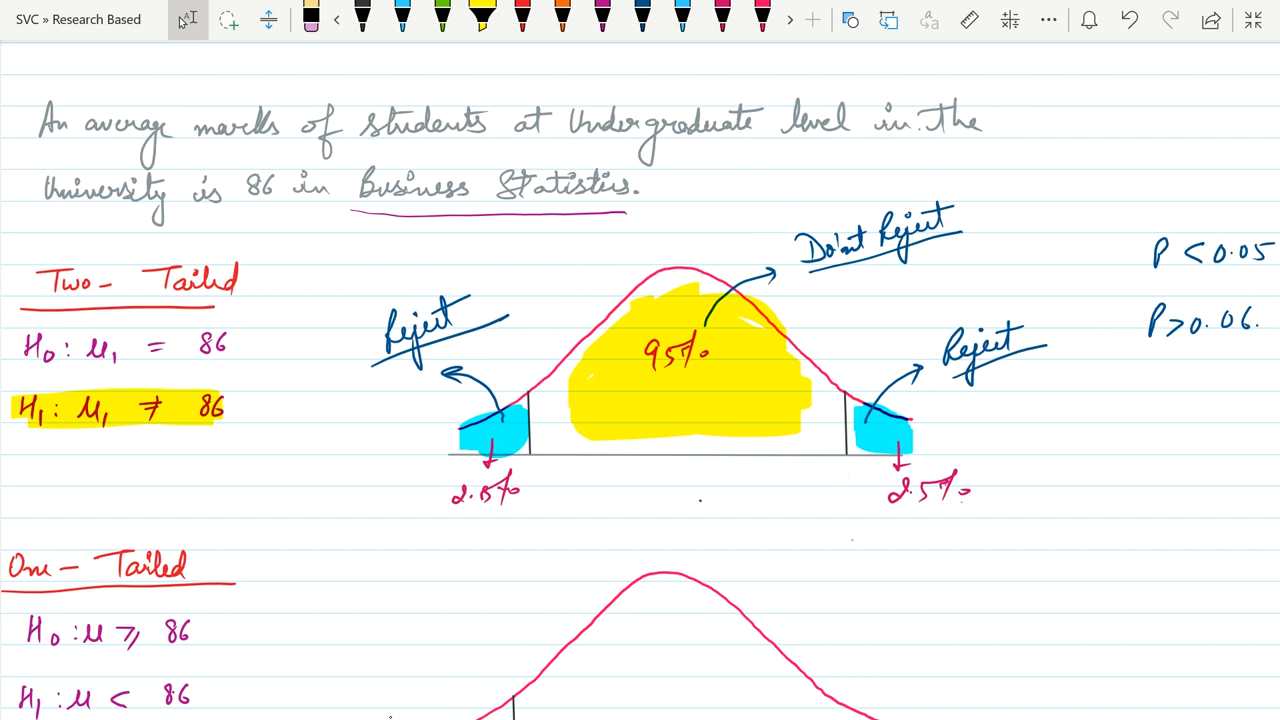 SVC » Research Based
An average marks of students at Undergraduate level in the
University is 86 in Business Statistics.
Two - Tailed
H₀ : μ₁ = 86
H₁ : μ₁ ≠ 86
Reject
95%
Don't Reject
Reject
P < 0.05
P > 0.06.
2.5%
2.5%
One - Tailed
H₀ : μ ≥ 86
H₁ : μ < 86